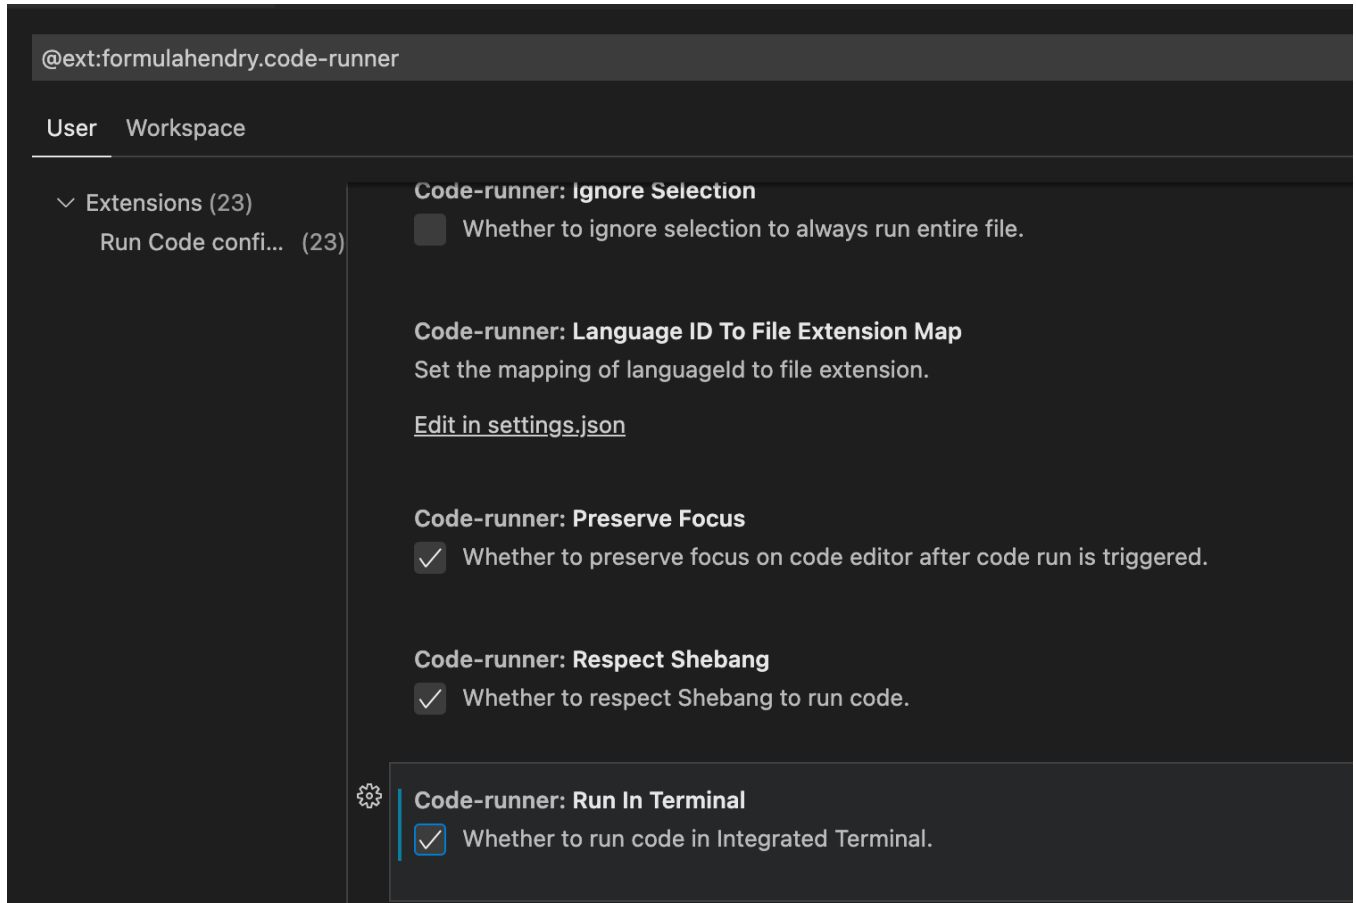 @ext:formulahendry.code-runner
User Workspace
Extensions (23)
Run Code confi... (23)
Code-runner: Ignore Selection
Whether to ignore selection to always run entire file.
Code-runner: Language ID To File Extension Map
Set the mapping of languageId to file extension.
Edit in settings.json
Code-runner: Preserve Focus
Whether to preserve focus on code editor after code run is triggered.
Code-runner: Respect Shebang
Whether to respect Shebang to run code.
Code-runner: Run In Terminal
Whether to run code in Integrated Terminal.